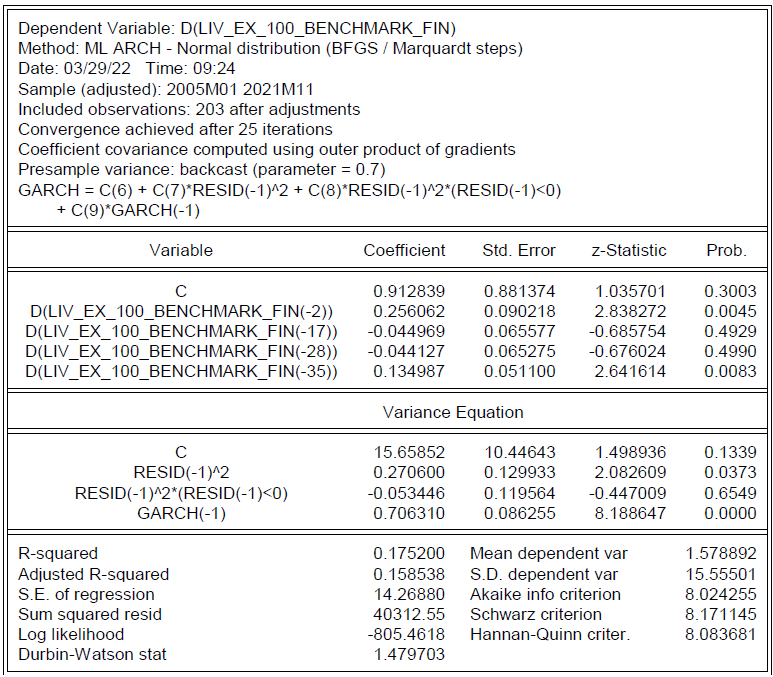 Dependent Variable: D(LIV_EX_100_BENCHMARK_FIN)
Method: ML ARCH - Normal distribution (BFGS / Marquardt steps)
Date: 03/29/22 Time: 09:24
Sample (adjusted): 2005M01 2021M11
Included observations: 203 after adjustments
Convergence achieved after 25 iterations
Coefficient covariance computed using outer product of gradients
Presample variance: backcast (parameter = 0.7)
GARCH = C(6) + C(7)*RESID(-1)^2 + C(8)*RESID(-1)^2*(RESID(-1)<0)
+ C(9)*GARCH(-1)
Variable Coefficient Std. Error z-Statistic Prob.
C 0.912839 0.881374 1.035701 0.3003
D(LIV_EX_100_BENCHMARK_FIN(-2)) 0.256062 0.090218 2.838272 0.0045
D(LIV_EX_100_BENCHMARK_FIN(-17)) -0.044969 0.065577 -0.685754 0.4929
D(LIV_EX_100_BENCHMARK_FIN(-28)) -0.044127 0.065275 -0.676024 0.4990
D(LIV_EX_100_BENCHMARK_FIN(-35)) 0.134987 0.051100 2.641614 0.0083
Variance Equation
C 15.65852 10.44643 1.498936 0.1339
RESID(-1)^2 0.270600 0.129933 2.082609 0.0373
RESID(-1)^2*(RESID(-1)<0) -0.053446 0.119564 -0.447009 0.6549
GARCH(-1) 0.706310 0.086255 8.188647 0.0000
R-squared 0.175200 Mean dependent var 1.578892
Adjusted R-squared 0.158538 S.D. dependent var 15.55501
S.E. of regression 14.26880 Akaike info criterion 8.024255
Sum squared resid 40312.55 Schwarz criterion 8.171145
Log likelihood -805.4618 Hannan-Quinn criter. 8.083681
Durbin-Watson stat 1.479703